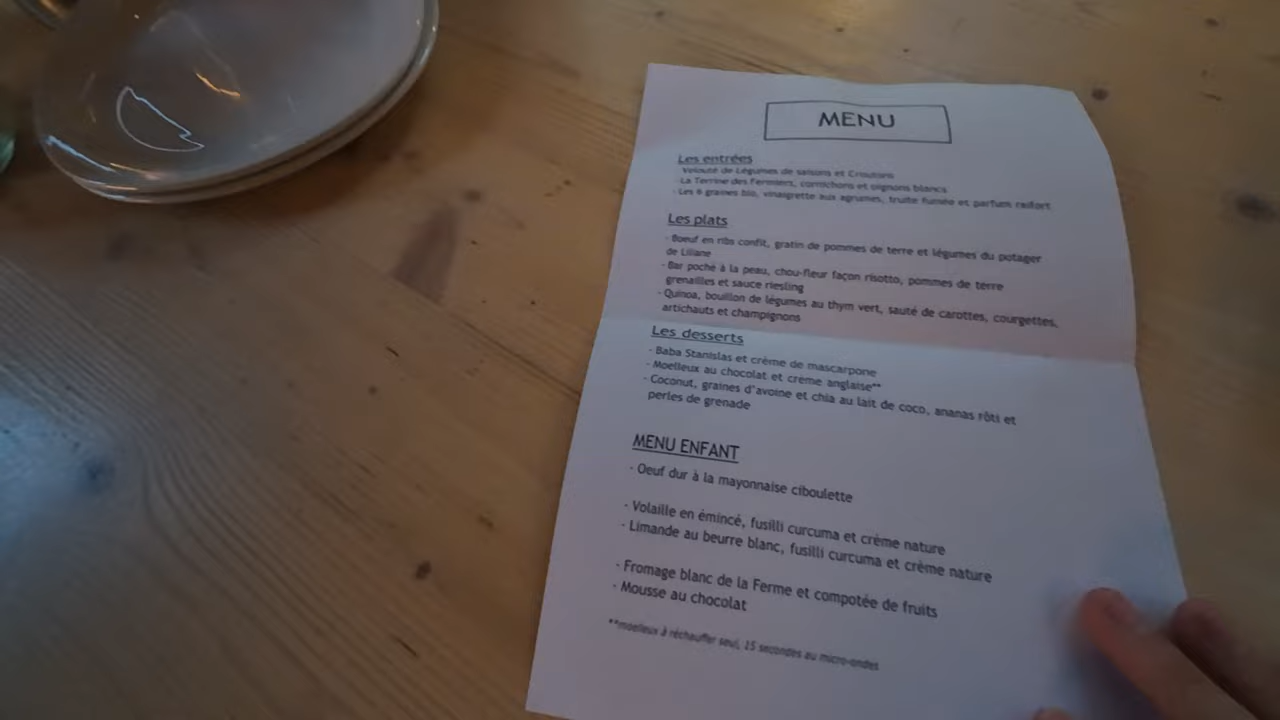 MENU
Les entrées
Velouté de Légumes de saisons et Croutons
- La Terrine des Fermiers, cornichons et oignons blancs
- Les 6 graines bio, vinaigrette aux agrumes, truite fumée et parfum raifort
Les plats
- Boeuf en ribs confit, gratin de pommes de terre et légumes du potager
de Liliane
- Bar poché à la peau, chou-fleur façon risotto, pommes de terre
grenailles et sauce riesling
- Quinoa, bouillon de légumes au thym vert, sauté de carottes, courgettes,
artichauts et champignons
Les desserts
- Baba Stanislas et crème de mascarpone
- Moelleux au chocolat et crème anglaise**
- Coconut, graines d'avoine et chia au lait de coco, ananas rôti et
perles de grenade
MENU ENFANT
- Oeuf dur à la mayonnaise ciboulette
- Volaille en émincé, fusilli curcuma et crème nature
- Limande au beurre blanc, fusilli curcuma et crème nature
- Fromage blanc de la Ferme et compotée de fruits
- Mousse au chocolat
**moelleux à réchauffer seul, 15 secondes au micro-ondes